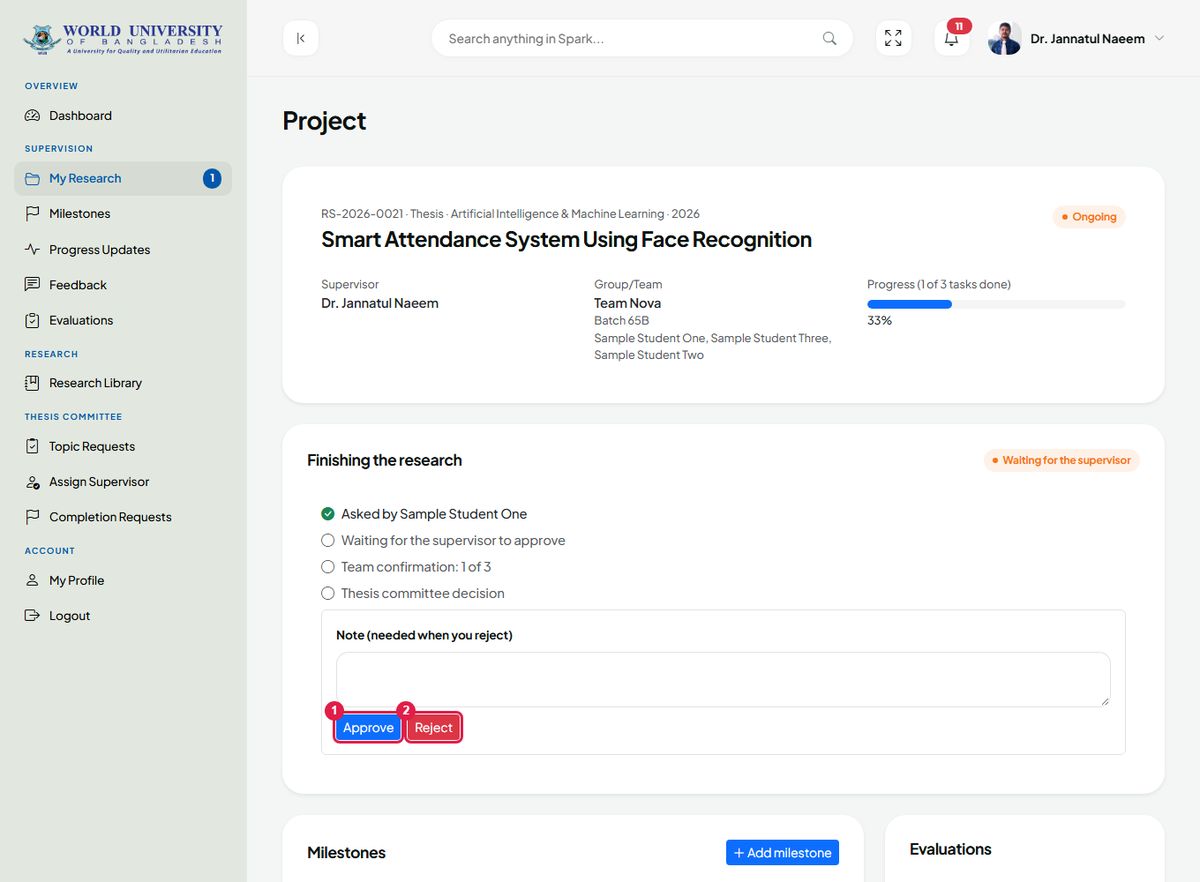 WORLD UNIVERSITY
OF BANGLADESH
A University for Quality and Utilitarian Education
Search anything in Spark...
11
Dr. Jannatul Naeem
OVERVIEW
Dashboard
SUPERVISION
My Research
1
Milestones
Progress Updates
Feedback
Evaluations
RESEARCH
Research Library
THESIS COMMITTEE
Topic Requests
Assign Supervisor
Completion Requests
ACCOUNT
My Profile
Logout
Project
RS-2026-0021 · Thesis · Artificial Intelligence & Machine Learning · 2026
Ongoing
Smart Attendance System Using Face Recognition
Supervisor
Dr. Jannatul Naeem
Group/Team
Team Nova
Batch 65B
Sample Student One, Sample Student Three,
Sample Student Two
Progress (1 of 3 tasks done)
33%
Finishing the research
Waiting for the supervisor
Asked by Sample Student One
Waiting for the supervisor to approve
Team confirmation: 1 of 3
Thesis committee decision
Note (needed when you reject)
1
Approve
2
Reject
Milestones
+ Add milestone
Evaluations